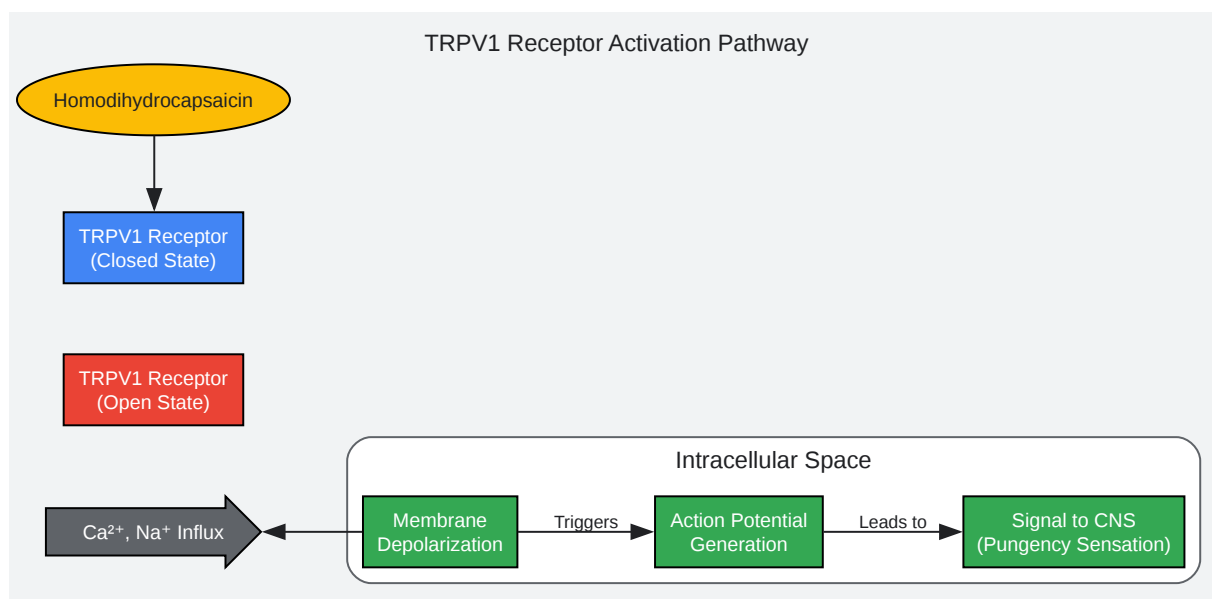 TRPV1 Receptor Activation Pathway
Homodihydrocapsaicin
TRPV1 Receptor
(Closed State)
TRPV1 Receptor
(Open State)
Intracellular Space
Ca²⁺, Na⁺ Influx
Membrane
Depolarization
Triggers
Action Potential
Generation
Leads to
Signal to CNS
(Pungency Sensation)